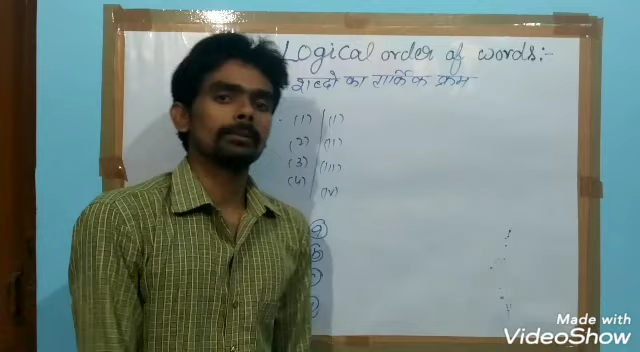 Logical order of words:-
शब्दो का तार्किक क्रम
(1) (I)
(2) (II)
(3) (III)
(4) (IV)
Made with
VideoShow